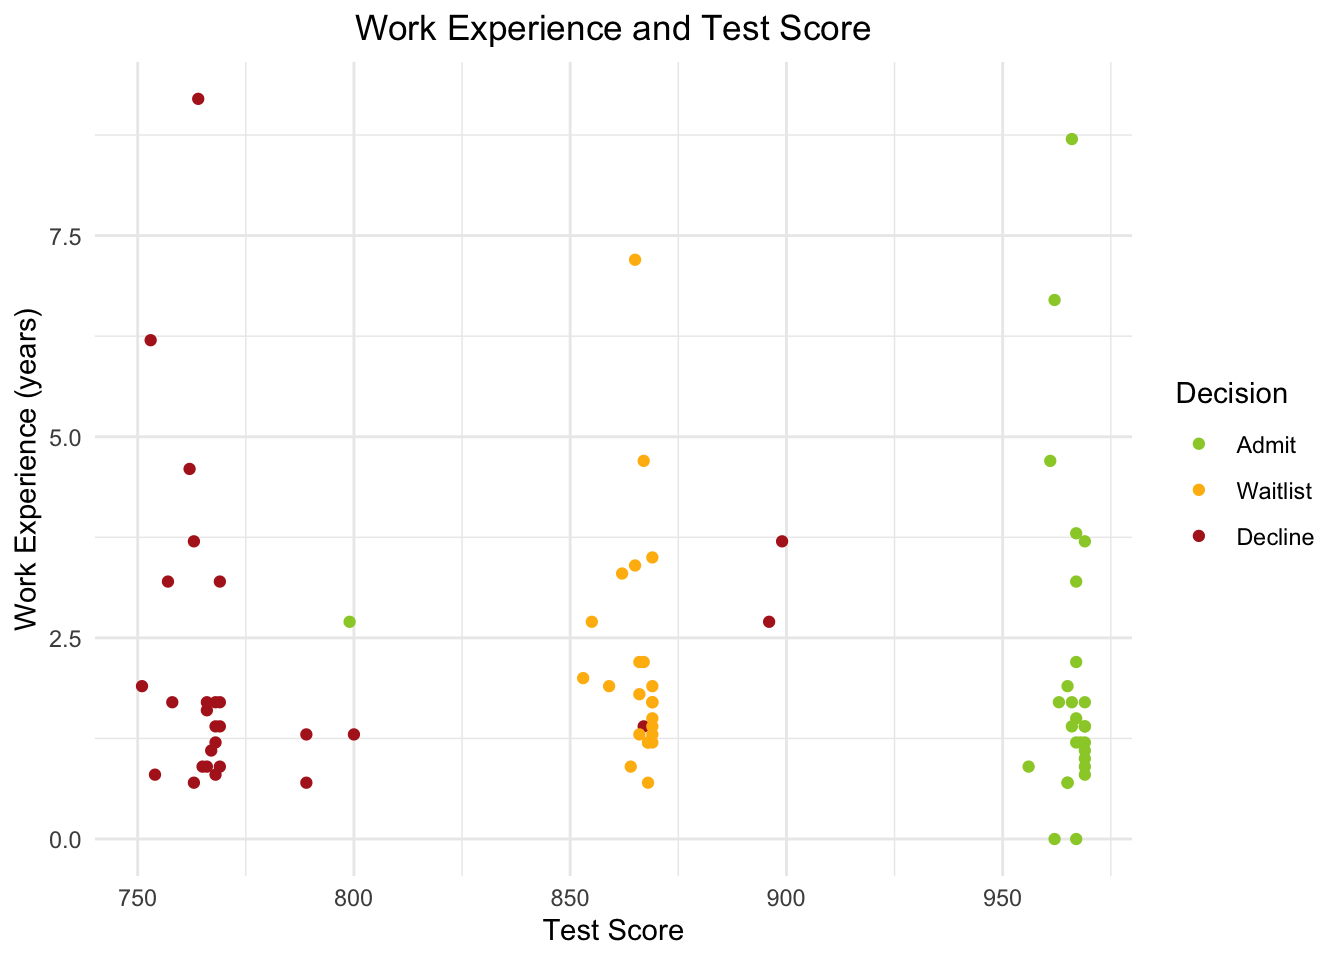 Work Experience and Test Score
Work Experience (years)
7.5
5.0
2.5
0.0
750
800
850
900
950
Test Score
Decision
Admit
Waitlist
Decline